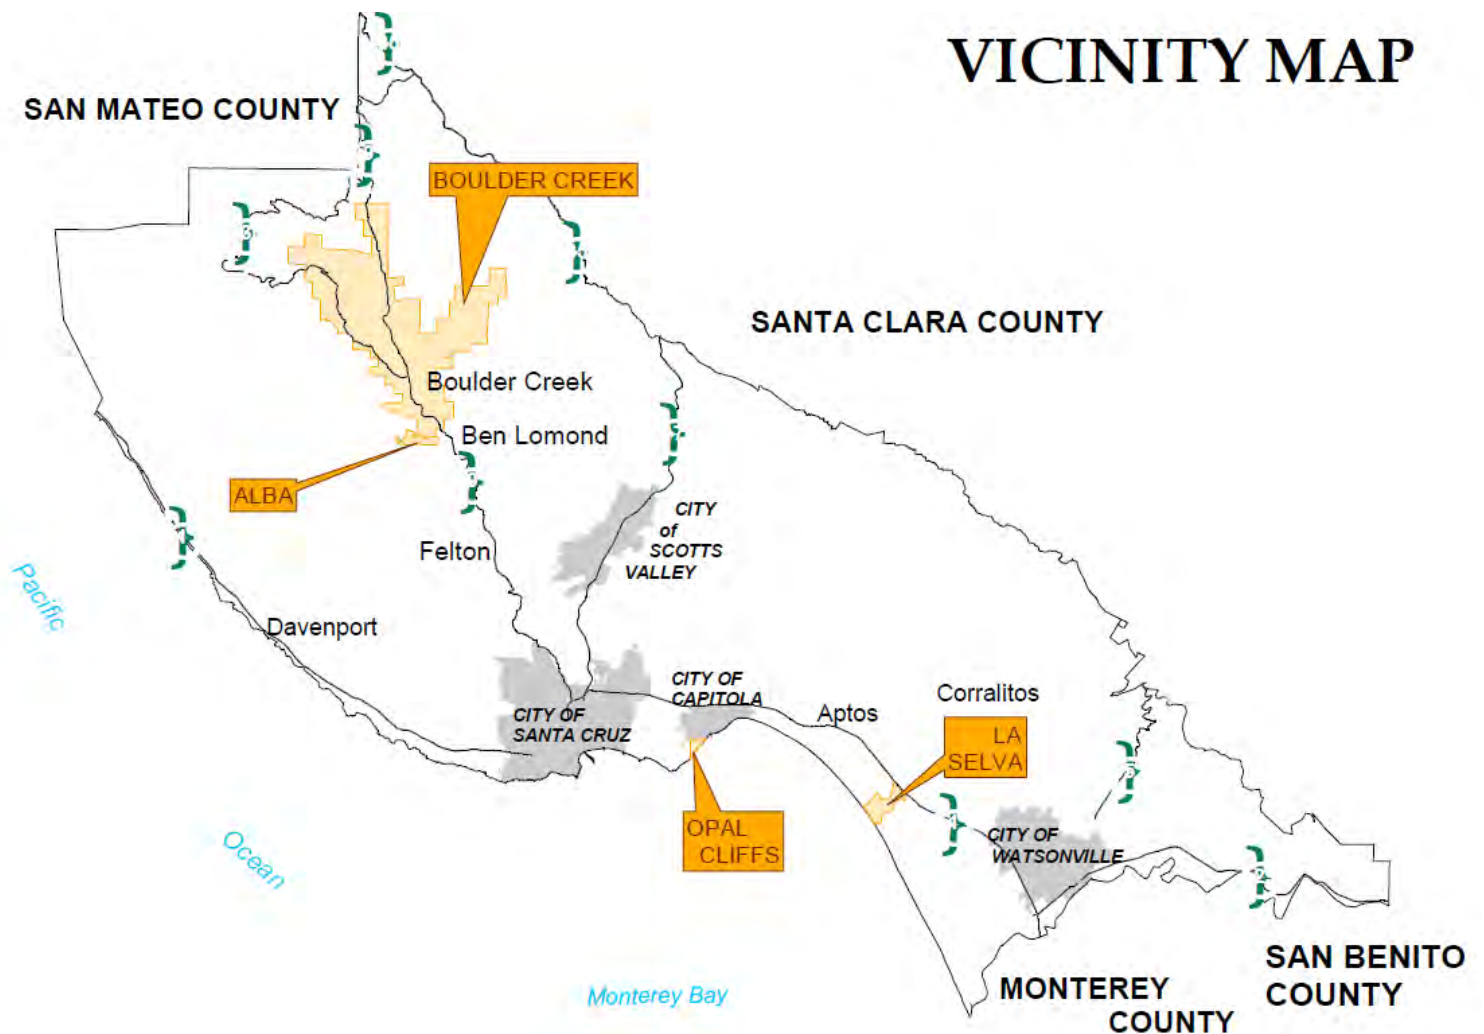 VICINITY MAP
SAN MATEO COUNTY
BOULDER CREEK
SANTA CLARA COUNTY
Boulder Creek
Ben Lomond
ALBA
CITY
of
SCOTTS
VALLEY
Felton
Pacific
Davenport
CITY OF
CAPITOLA
Corralitos
Aptos
CITY OF
SANTA CRUZ
LA
SELVA
OPAL
CLIFFS
CITY OF
WATSONVILLE
Ocean
SAN BENITO
COUNTY
Monterey Bay
MONTEREY
COUNTY